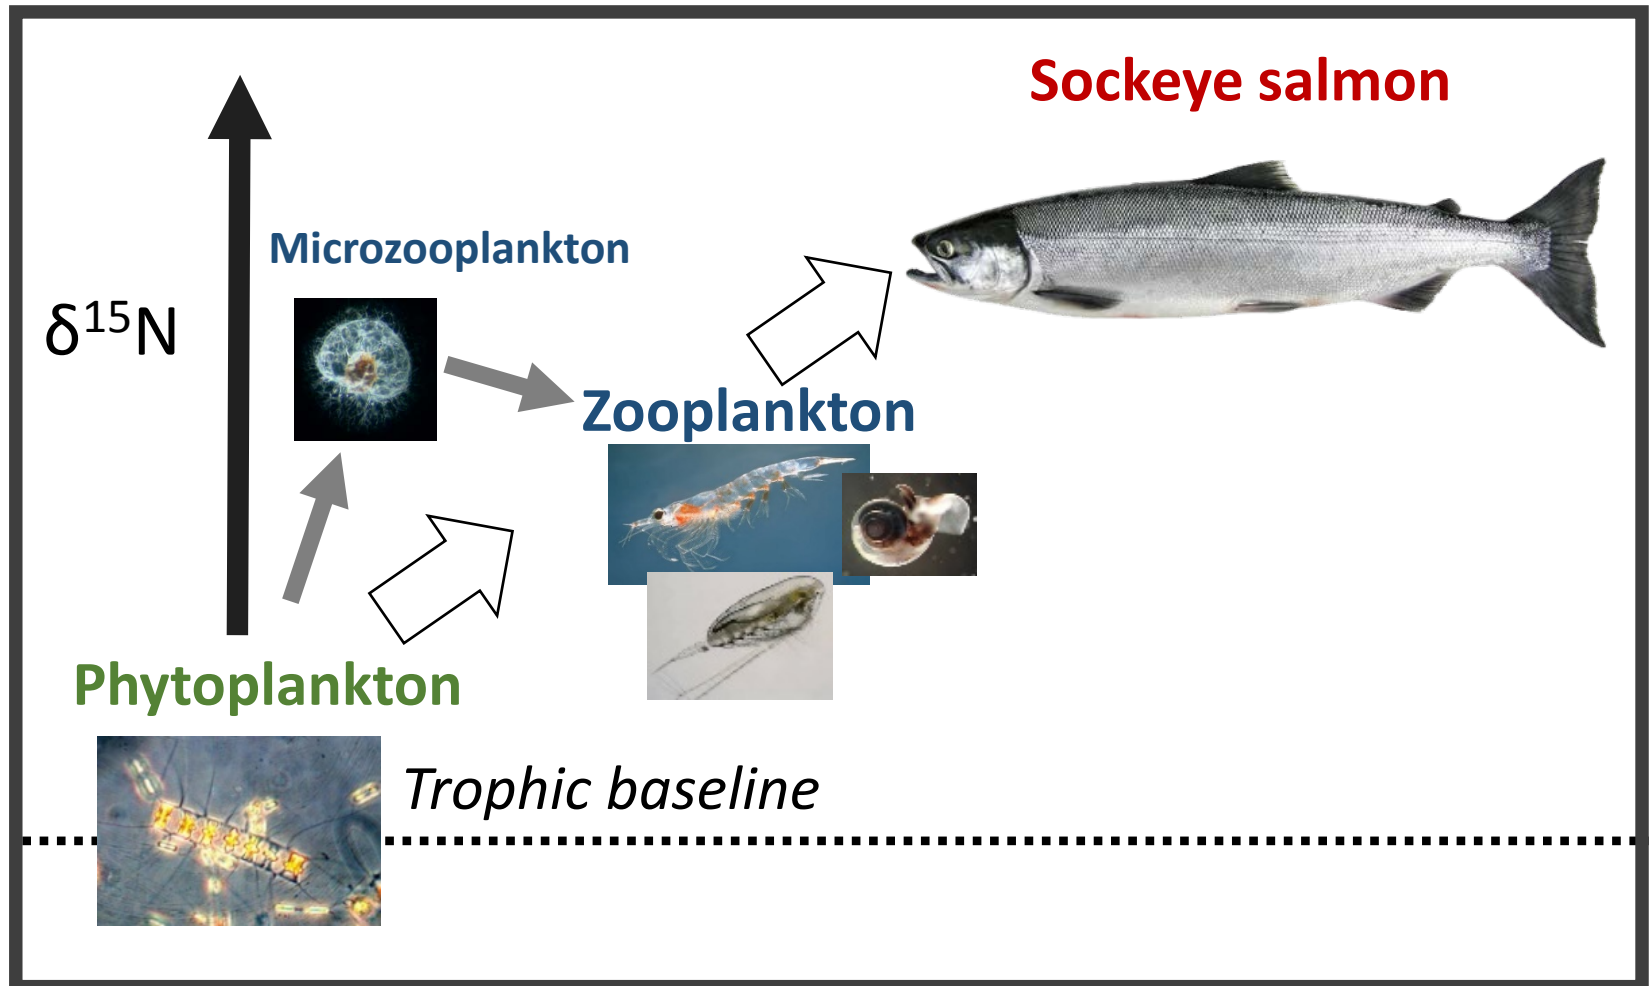 Sockeye salmon
Microzooplankton
δ¹⁵N
Zooplankton
Phytoplankton
Trophic baseline